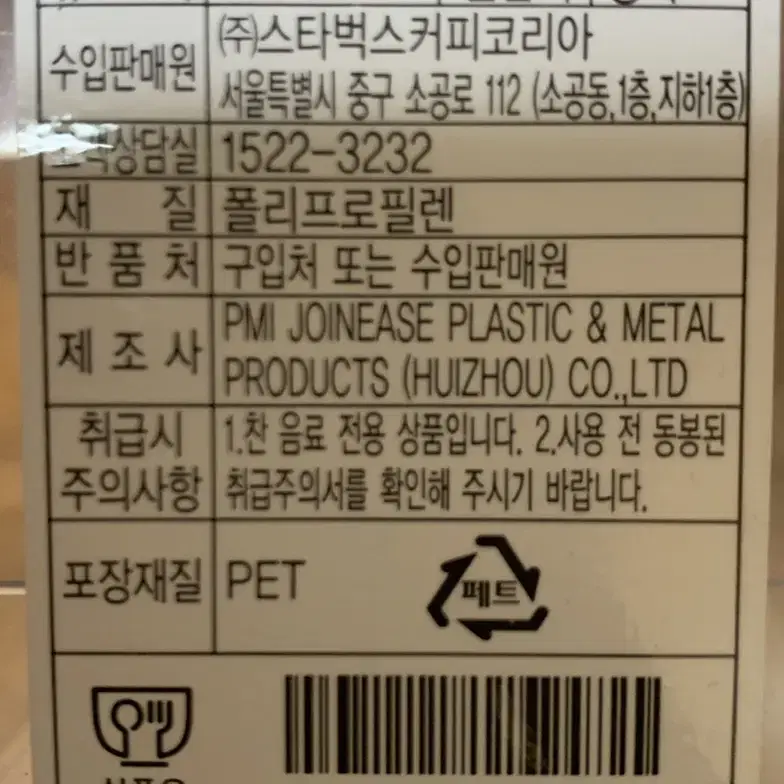 수입판매원
(주)스타벅스커피코리아
서울특별시 중구 소공로 112 (소공동,1층,지하1층)
고객상담실 1522-3232
재 질 폴리프로필렌
반 품 처 구입처 또는 수입판매원
제 조 사
PMI JOINEASE PLASTIC & METAL
PRODUCTS (HUIZHOU) CO.,LTD
취급시
주의사항
1.찬 음료 전용 상품입니다. 2.사용 전 동봉된
취급주의서를 확인해 주시기 바랍니다.
포장재질 PET
페트